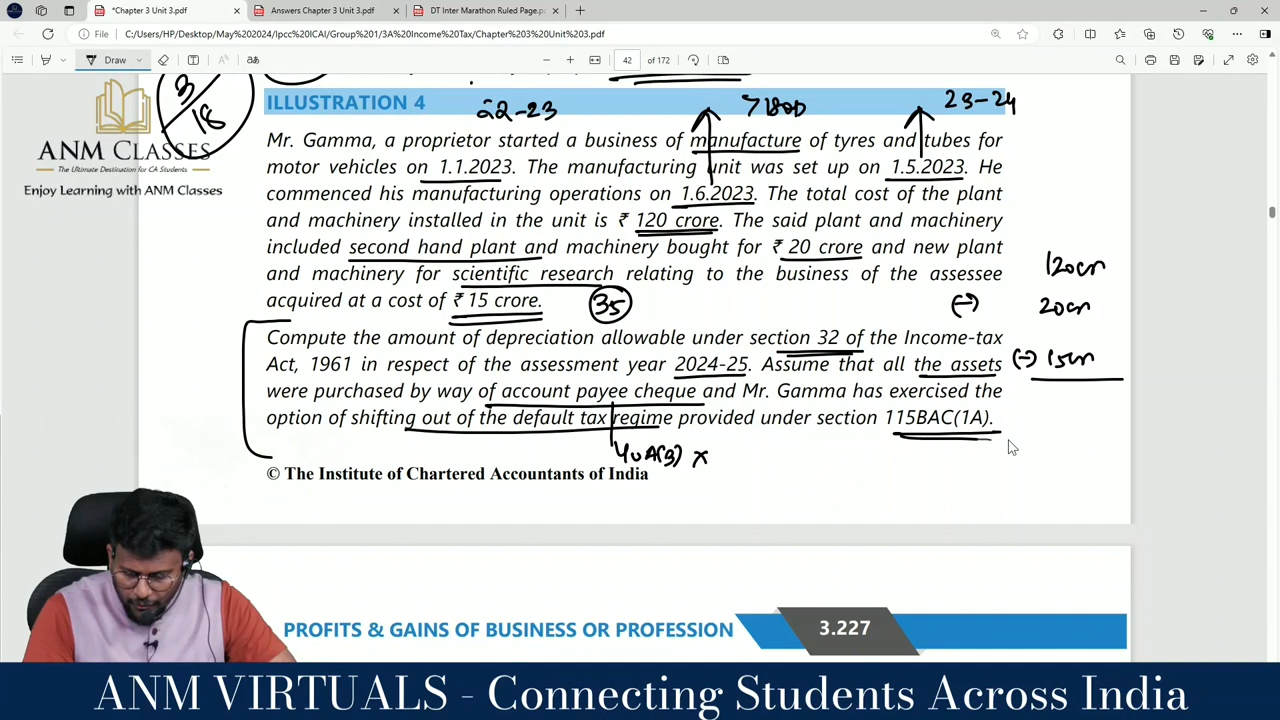 *Chapter 3 Unit 3.pdf
Answers Chapter 3 Unit 3.pdf
DT Inter Marathon Ruled Page.p
File
C:/Users/HP/Desktop/May%202024/Ipcc%20ICAI/Group%201/3A%20Income%20Tax/Chapter%203%20Unit%203.pdf
Draw
42 of 172
3/18
ANM CLASSES
The Ultimate Destination for CA Students
Enjoy Learning with ANM Classes
ILLUSTRATION 4
22-23
>180D
23-24
Mr. Gamma, a proprietor started a business of manufacture of tyres and tubes for
motor vehicles on 1.1.2023. The manufacturing unit was set up on 1.5.2023. He
commenced his manufacturing operations on 1.6.2023. The total cost of the plant
and machinery installed in the unit is ₹ 120 crore. The said plant and machinery
included second hand plant and machinery bought for ₹ 20 crore and new plant
and machinery for scientific research relating to the business of the assessee
acquired at a cost of ₹ 15 crore.
35
120cr
(-) 20cr
(-) 15cr
Compute the amount of depreciation allowable under section 32 of the Income-tax
Act, 1961 in respect of the assessment year 2024-25. Assume that all the assets
were purchased by way of account payee cheque and Mr. Gamma has exercised the
option of shifting out of the default tax regime provided under section 115BAC(1A).
40A(3) x
© The Institute of Chartered Accountants of India
PROFITS & GAINS OF BUSINESS OR PROFESSION
3.227
ANM VIRTUALS - Connecting Students Across India